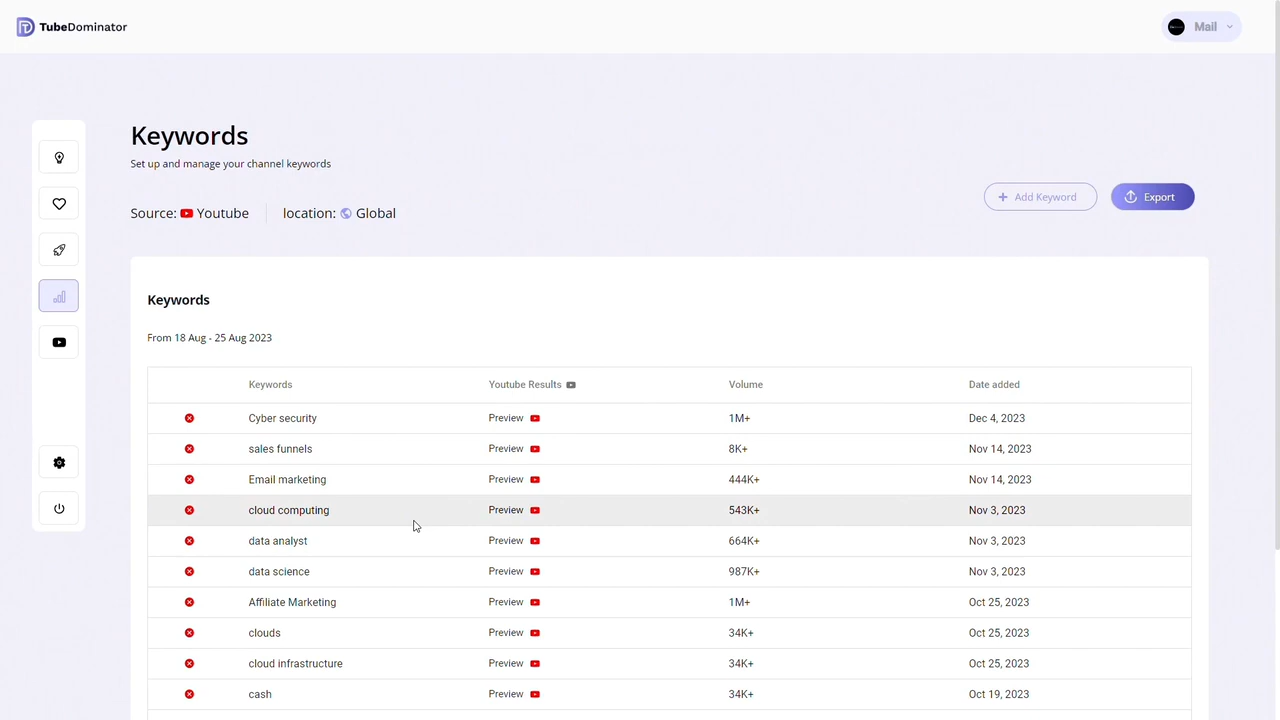 TubeDominator
Mail
Keywords
Set up and manage your channel keywords
Source: Youtube location: Global
Add Keyword
Export
Keywords
From 18 Aug - 25 Aug 2023
Keywords Youtube Results Volume Date added
Cyber security Preview 1M+ Dec 4, 2023
sales funnels Preview 8K+ Nov 14, 2023
Email marketing Preview 444K+ Nov 14, 2023
cloud computing Preview 543K+ Nov 3, 2023
data analyst Preview 664K+ Nov 3, 2023
data science Preview 987K+ Nov 3, 2023
Affiliate Marketing Preview 1M+ Oct 25, 2023
clouds Preview 34K+ Oct 25, 2023
cloud infrastructure Preview 34K+ Oct 25, 2023
cash Preview 34K+ Oct 19, 2023